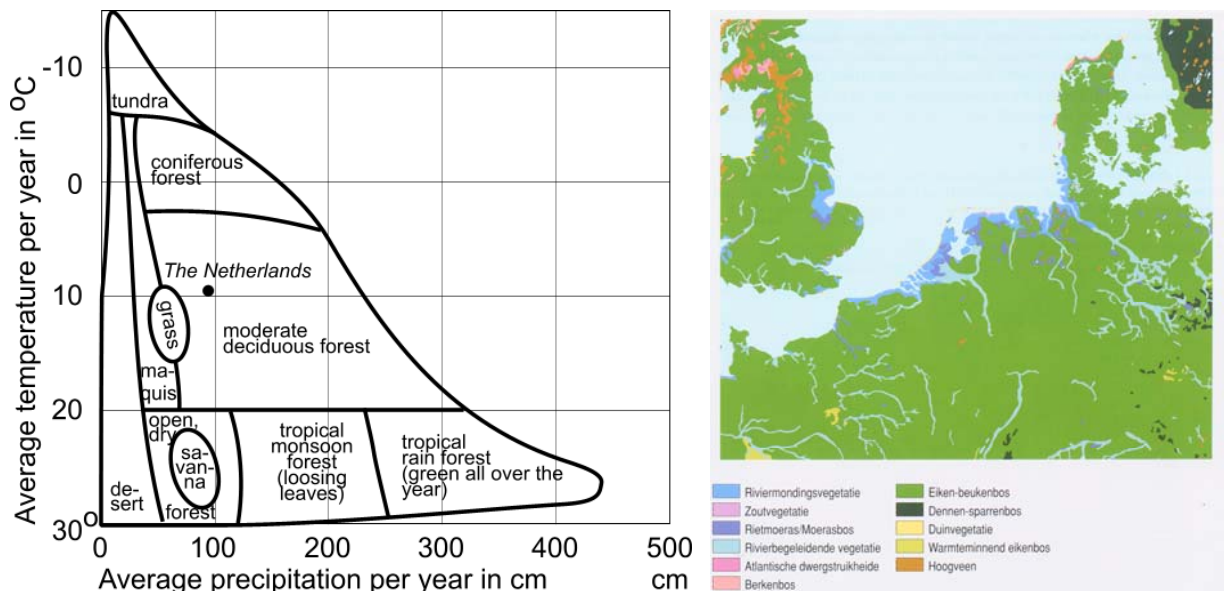 Average temperature per year in °C
-10
0
10
20
30°
tundra
coniferous
forest
The Netherlands
grass
moderate
deciduous forest
ma-
quis
open,
dry
sa-
van-
na
forest
de-
sert
tropical
monsoon
forest
(loosing
leaves)
tropical
rain forest
(green all over the
year)
0
100
200
300
400
500
Average precipitation per year in cm
cm
Riviermondingsvegetatie
Zoutvegetatie
Rietmoeras/Moerasbos
Rivierbegeleidende vegetatie
Atlantische dwergstruikheide
Berkenbos
Eiken-beukenbos
Dennen-sparrenbos
Duinvegetatie
Warmteminnend eikenbos
Hoogveen